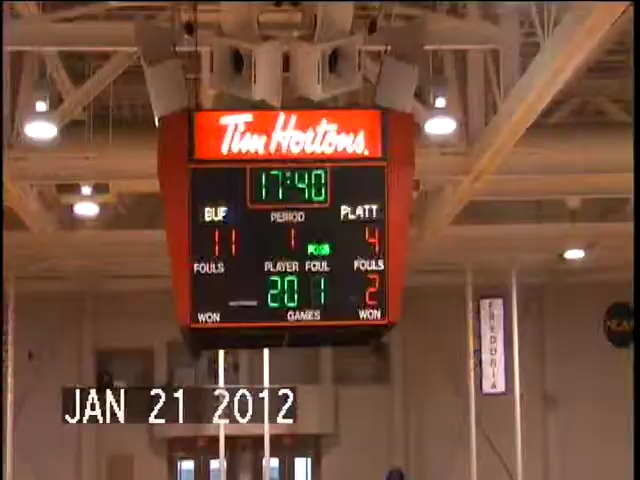 Tim Hortons.
17:40
BUF PERIOD PLATT
11 1 POSS 4
FOULS PLAYER FOUL FOULS
20 1 2
WON GAMES WON
FREDONIA
NCAA
JAN 21 2012